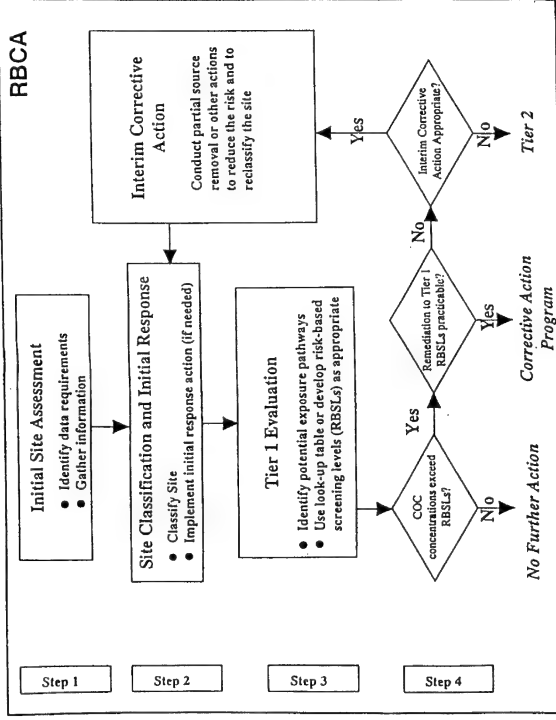 RBCA
Step 1
Initial Site Assessment
● Identify data requirements
● Gather information
Step 2
Site Classification and Initial Response
● Classify Site
● Implement initial response action (if needed)
Interim Corrective
Action
Conduct partial source
removal or other actions
to reduce the risk and to
reclassify the site
Step 3
Tier 1 Evaluation
● Identify potential exposure pathways
● Use look-up table or develop risk-based
screening levels (RBSLs) as appropriate
Step 4
COC
concentrations exceed
RBSLs?
Yes
No
No Further Action
Remediation to Tier 1
RBSLs practicable?
No
Yes
Corrective Action
Program
Interim Corrective
Action Appropriate?
Yes
No
Tier 2